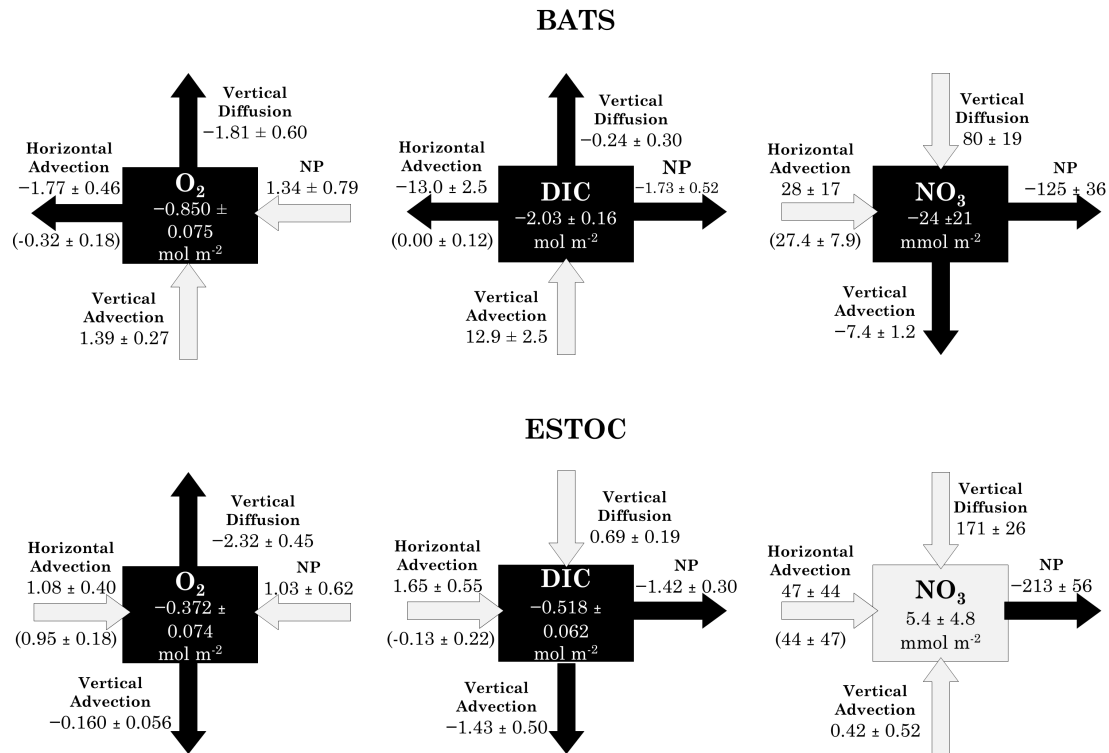 BATS
Vertical
Diffusion
−1.81 ± 0.60
Horizontal
Advection
−1.77 ± 0.46
(-0.32 ± 0.18)
O2
−0.850 ±
0.075
mol m-2
NP
1.34 ± 0.79
Vertical
Advection
1.39 ± 0.27
Vertical
Diffusion
−0.24 ± 0.30
Horizontal
Advection
−13.0 ± 2.5
(0.00 ± 0.12)
DIC
−2.03 ± 0.16
mol m-2
NP
−1.73 ± 0.52
Vertical
Advection
12.9 ± 2.5
Vertical
Diffusion
80 ± 19
Horizontal
Advection
28 ± 17
(27.4 ± 7.9)
NO3
−24 ±21
mmol m-2
NP
−125 ± 36
Vertical
Advection
−7.4 ± 1.2
ESTOC
Vertical
Diffusion
−2.32 ± 0.45
Horizontal
Advection
1.08 ± 0.40
(0.95 ± 0.18)
O2
−0.372 ±
0.074
mol m-2
NP
1.03 ± 0.62
Vertical
Advection
−0.160 ± 0.056
Vertical
Diffusion
0.69 ± 0.19
Horizontal
Advection
1.65 ± 0.55
(-0.13 ± 0.22)
DIC
−0.518 ±
0.062
mol m-2
NP
−1.42 ± 0.30
Vertical
Advection
−1.43 ± 0.50
Vertical
Diffusion
171 ± 26
Horizontal
Advection
47 ± 44
(44 ± 47)
NO3
5.4 ± 4.8
mmol m-2
NP
−213 ± 56
Vertical
Advection
0.42 ± 0.52